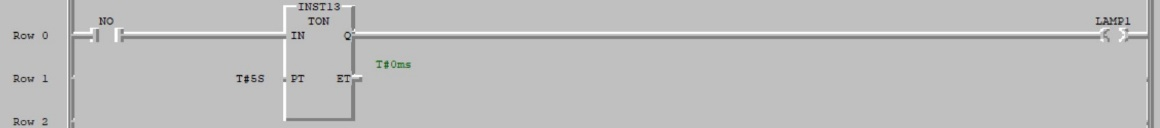 INST13
NO TON LAMP1
Row 0 IN Q
T#0ms
Row 1 T#5S PT ET
Row 2